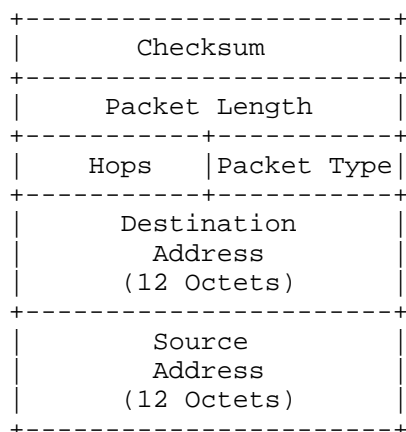 +-----------------------+
| Checksum |
+-----------------------+
| Packet Length |
+-----------+-----------+
| Hops |Packet Type|
+-----------+-----------+
| Destination |
| Address |
| (12 Octets) |
+-----------------------+
| Source |
| Address |
| (12 Octets) |
+-----------------------+